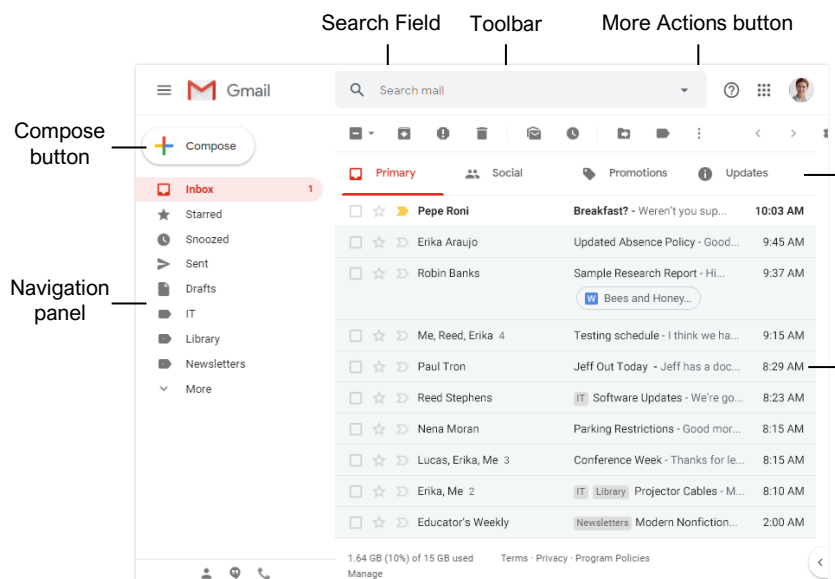 Search Field Toolbar More Actions button
Gmail
Search mail
Compose button
Compose
Primary Social Promotions Updates
Inbox 1
Starred
Snoozed
Sent
Drafts
IT
Library
Newsletters
More
Navigation panel
Pepe Roni Breakfast? - Weren't you sup... 10:03 AM
Erika Araujo Updated Absence Policy - Good... 9:45 AM
Robin Banks Sample Research Report - Hi... 9:37 AM
W Bees and Honey...
Me, Reed, Erika 4 Testing schedule - I think we ha... 9:15 AM
Paul Tron Jeff Out Today - Jeff has a doc... 8:29 AM
Reed Stephens IT Software Updates - We're go... 8:23 AM
Nena Moran Parking Restrictions - Good mor... 8:15 AM
Lucas, Erika, Me 3 Conference Week - Thanks for le... 8:15 AM
Erika, Me 2 IT Library Projector Cables - M... 8:10 AM
Educator's Weekly Newsletters Modern Nonfiction... 2:00 AM
1.64 GB (10%) of 15 GB used Terms · Privacy · Program Policies
Manage